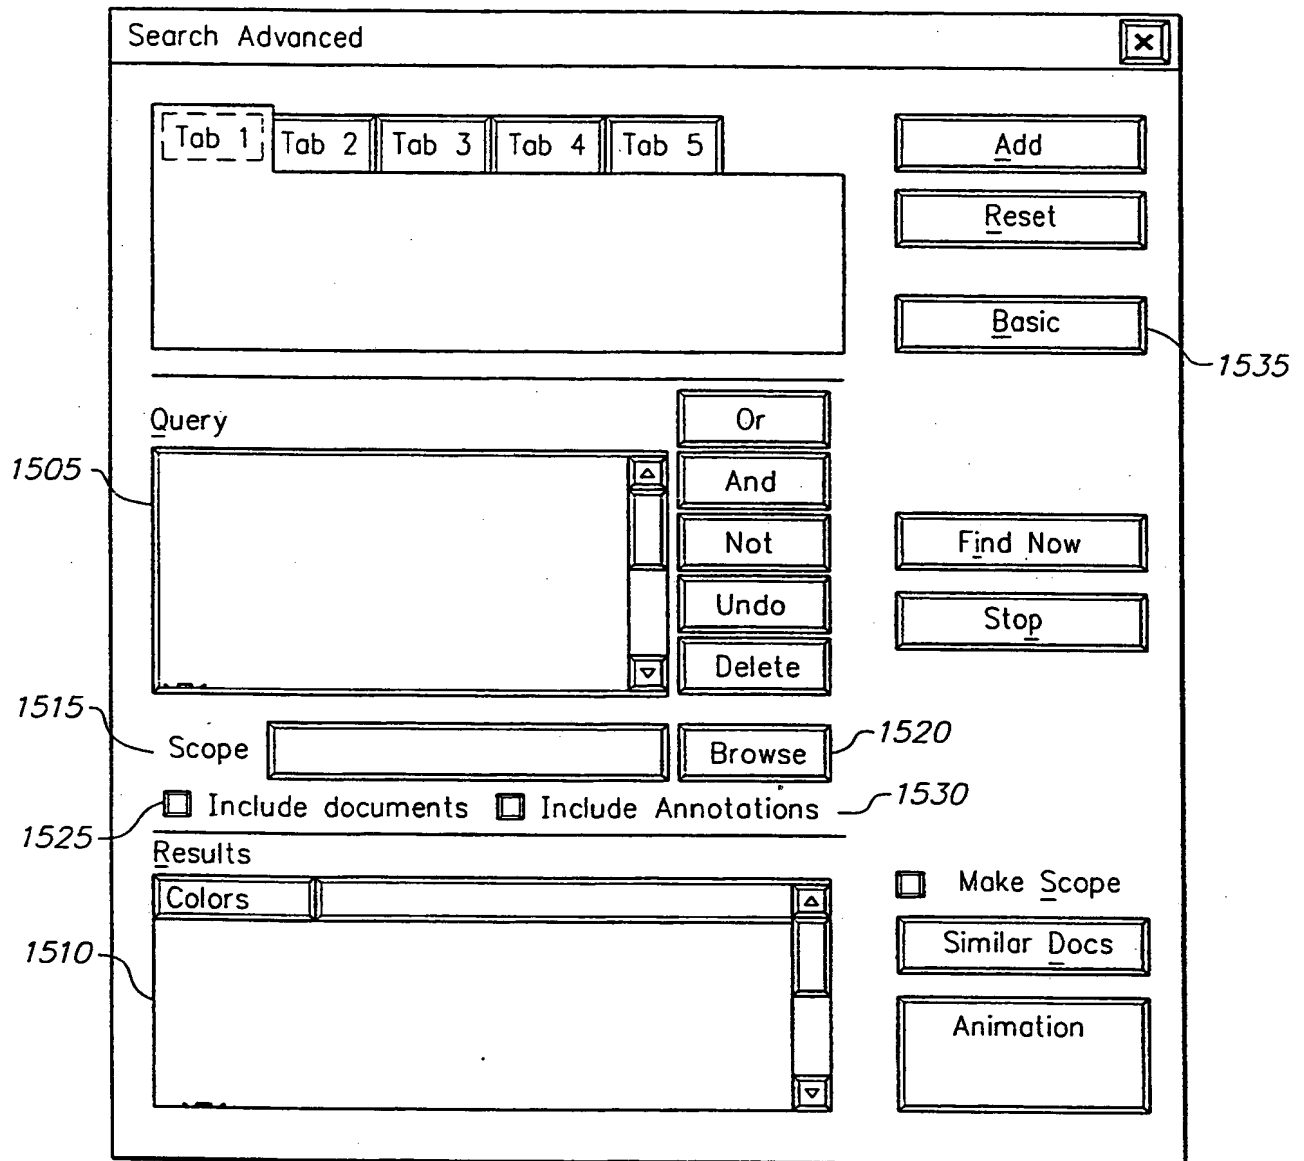 Search Advanced
Tab 1 Tab 2 Tab 3 Tab 4 Tab 5
Add
Reset
Basic
1535
Query
Or
1505
And
Not
Find Now
Undo
Stop
Delete
1515
Scope
Browse
1520
Include documents Include Annotations
1530
1525
Results
Colors
Make Scope
Similar Docs
1510
Animation